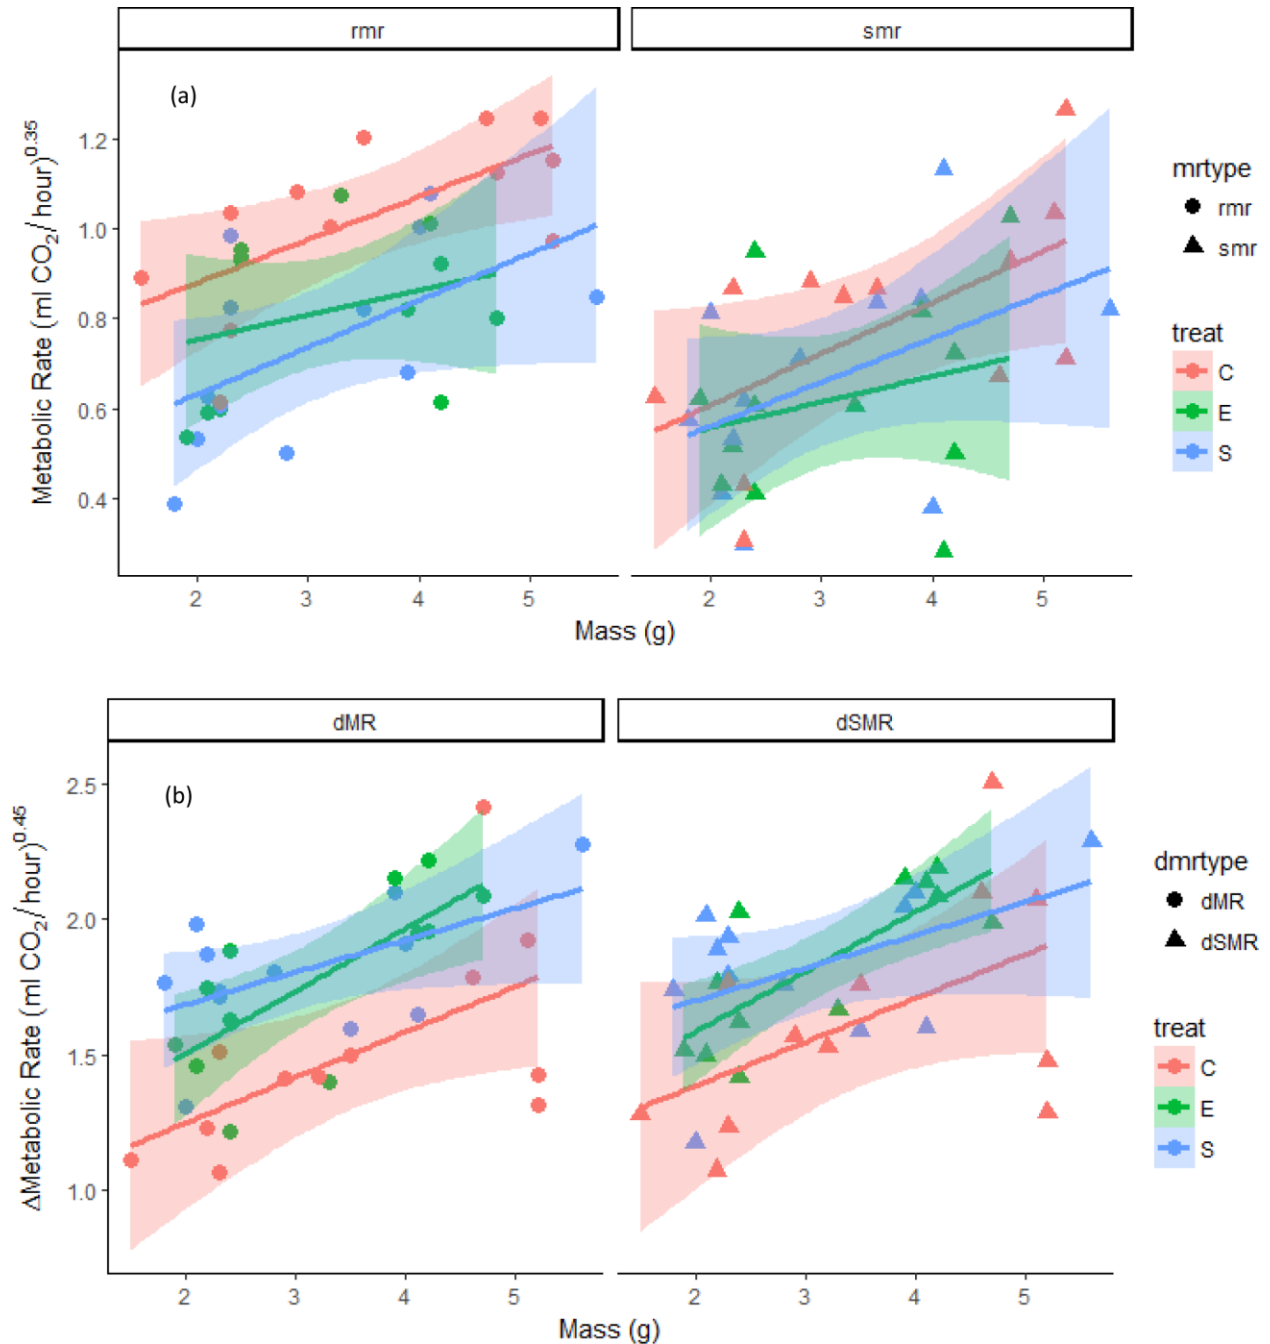 rmr
smr
(a)
1.2
1.0
0.8
0.6
0.4
Metabolic Rate (ml CO₂/ hour)^0.35
2 3 4 5
2 3 4 5
Mass (g)
mrtype
rmr
smr
treat
C
E
S
dMR
dSMR
(b)
2.5
2.0
1.5
1.0
ΔMetabolic Rate (ml CO₂/ hour)^0.45
2 3 4 5
2 3 4 5
Mass (g)
dmrtype
dMR
dSMR
treat
C
E
S